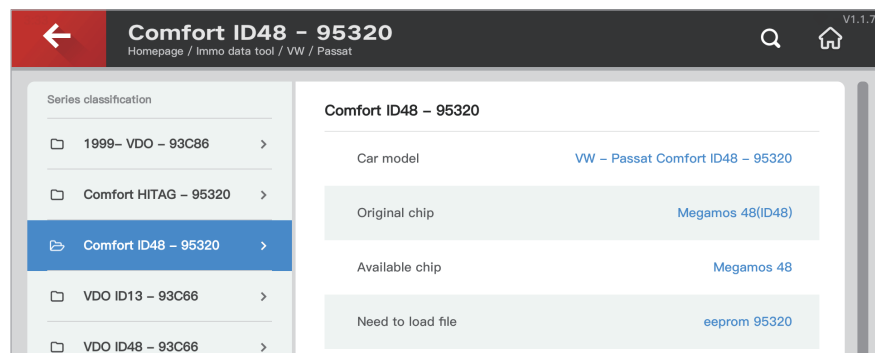 Comfort ID48 – 95320
V1.1.7
Homepage / Immo data tool / VW / Passat
Series classification
1999– VDO – 93C86
Comfort HITAG – 95320
Comfort ID48 – 95320
VDO ID13 – 93C66
VDO ID48 – 93C66
Comfort ID48 – 95320
Car model VW – Passat Comfort ID48 – 95320
Original chip Megamos 48(ID48)
Available chip Megamos 48
Need to load file eeprom 95320